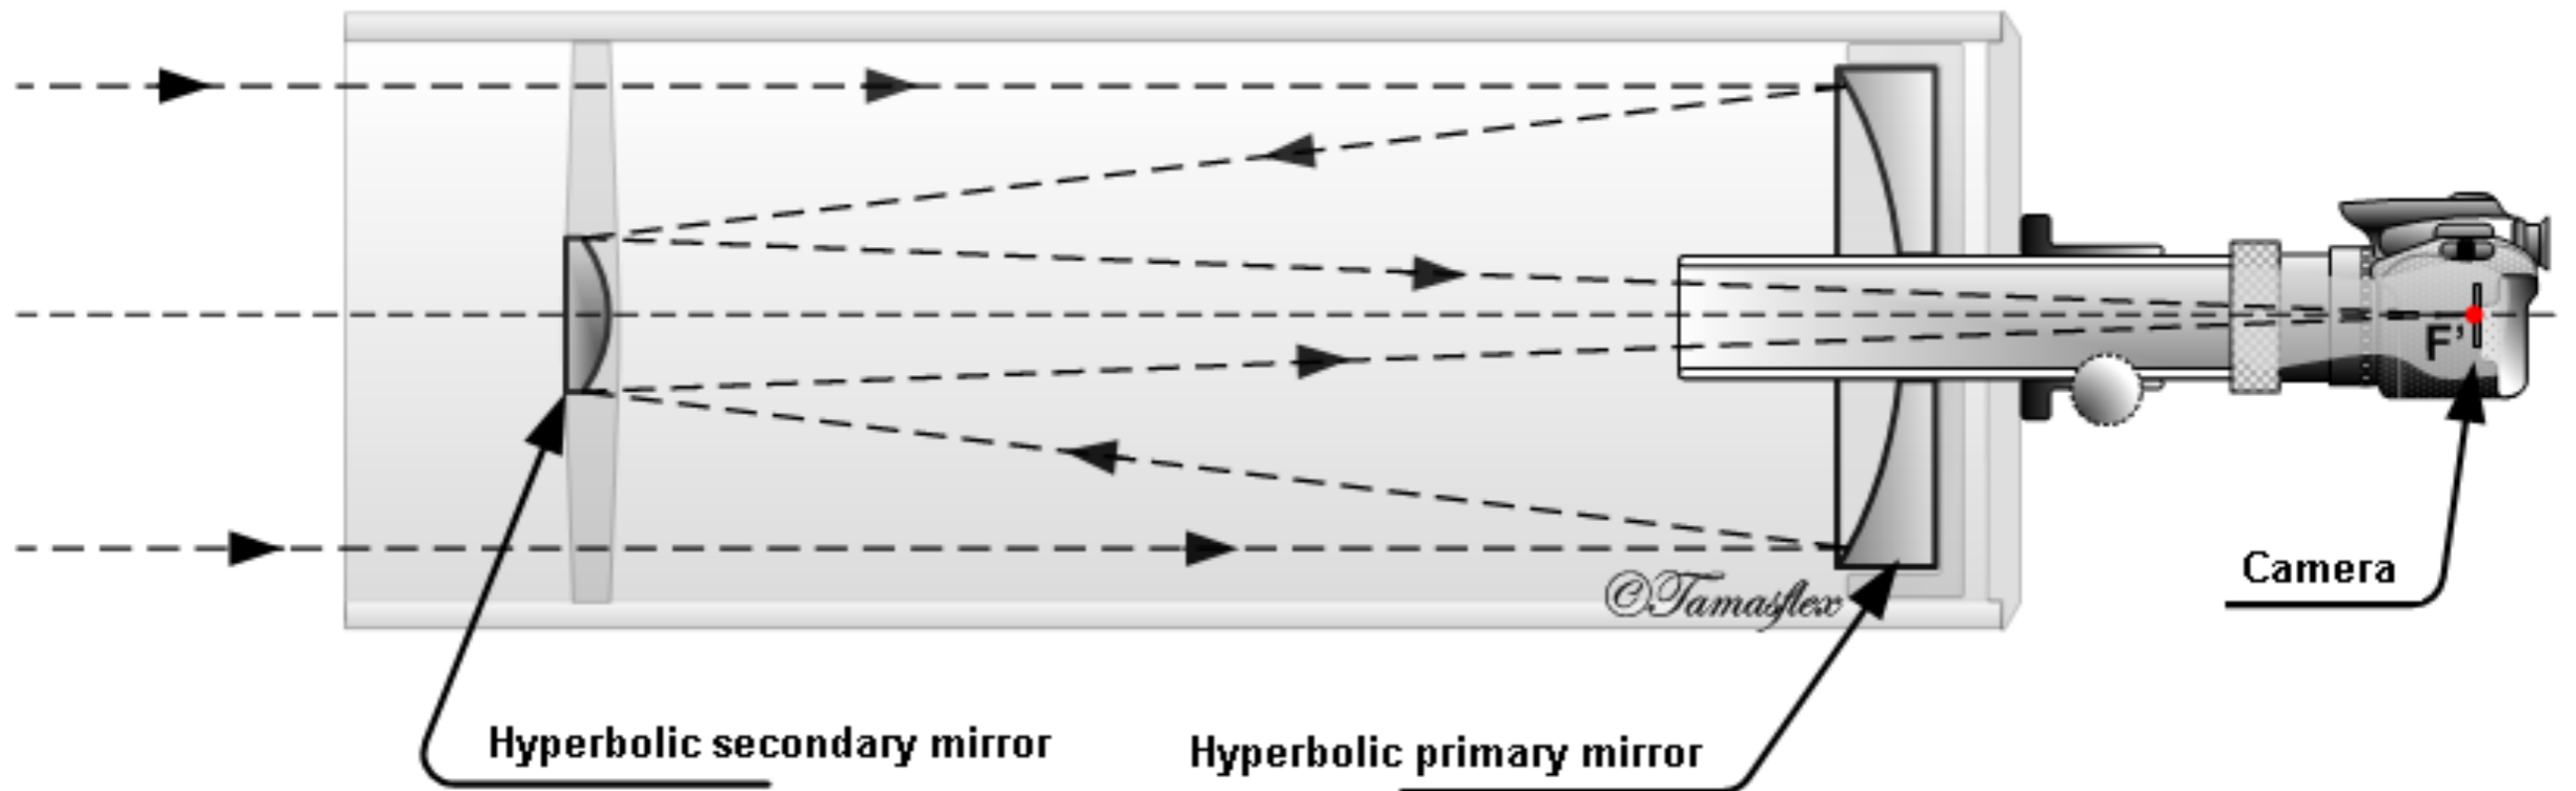 F'
Camera
©Tamasflex
Hyperbolic secondary mirror
Hyperbolic primary mirror